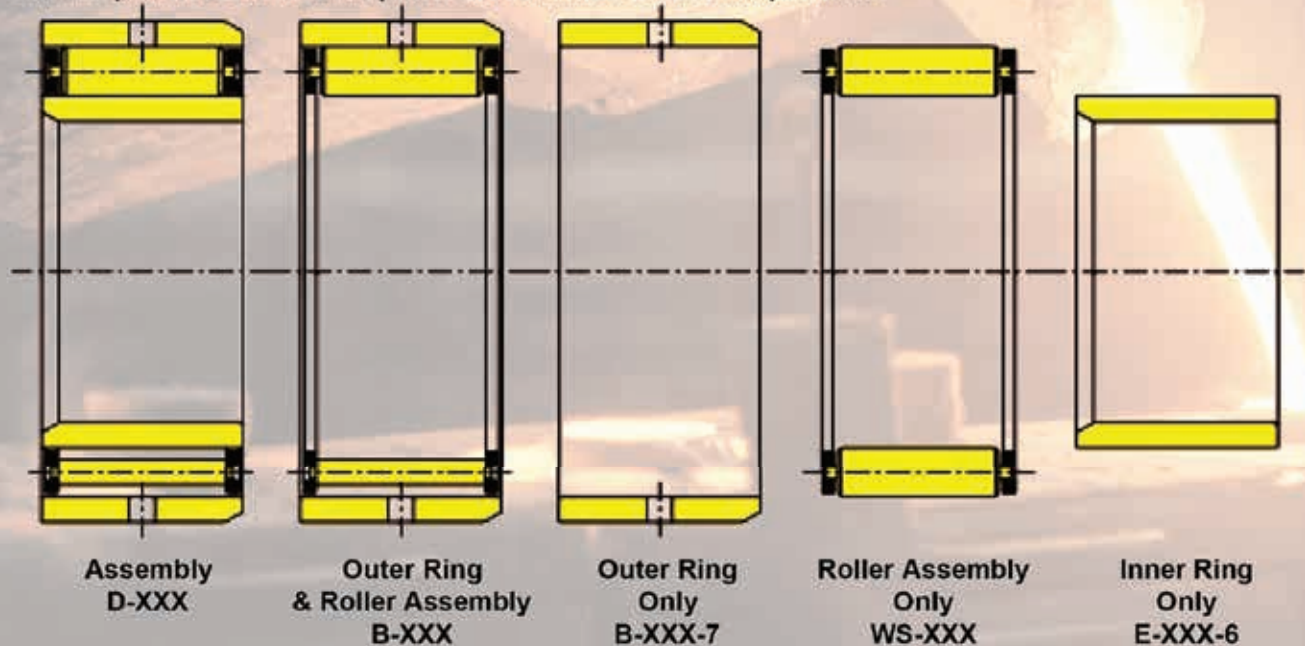 Assembly
D-XXX
Outer Ring
& Roller Assembly
B-XXX
Outer Ring
Only
B-XXX-7
Roller Assembly
Only
WS-XXX
Inner Ring
Only
E-XXX-6